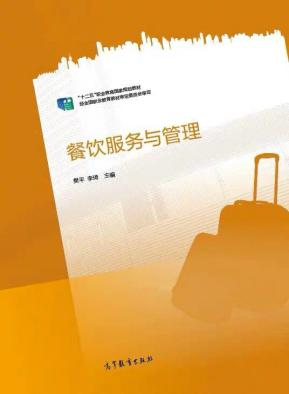 “十二五”职业教育国家规划教材
经全国职业教育教材审定委员会审定
餐饮服务与管理
樊平 李琦 主编
高等教育出版社